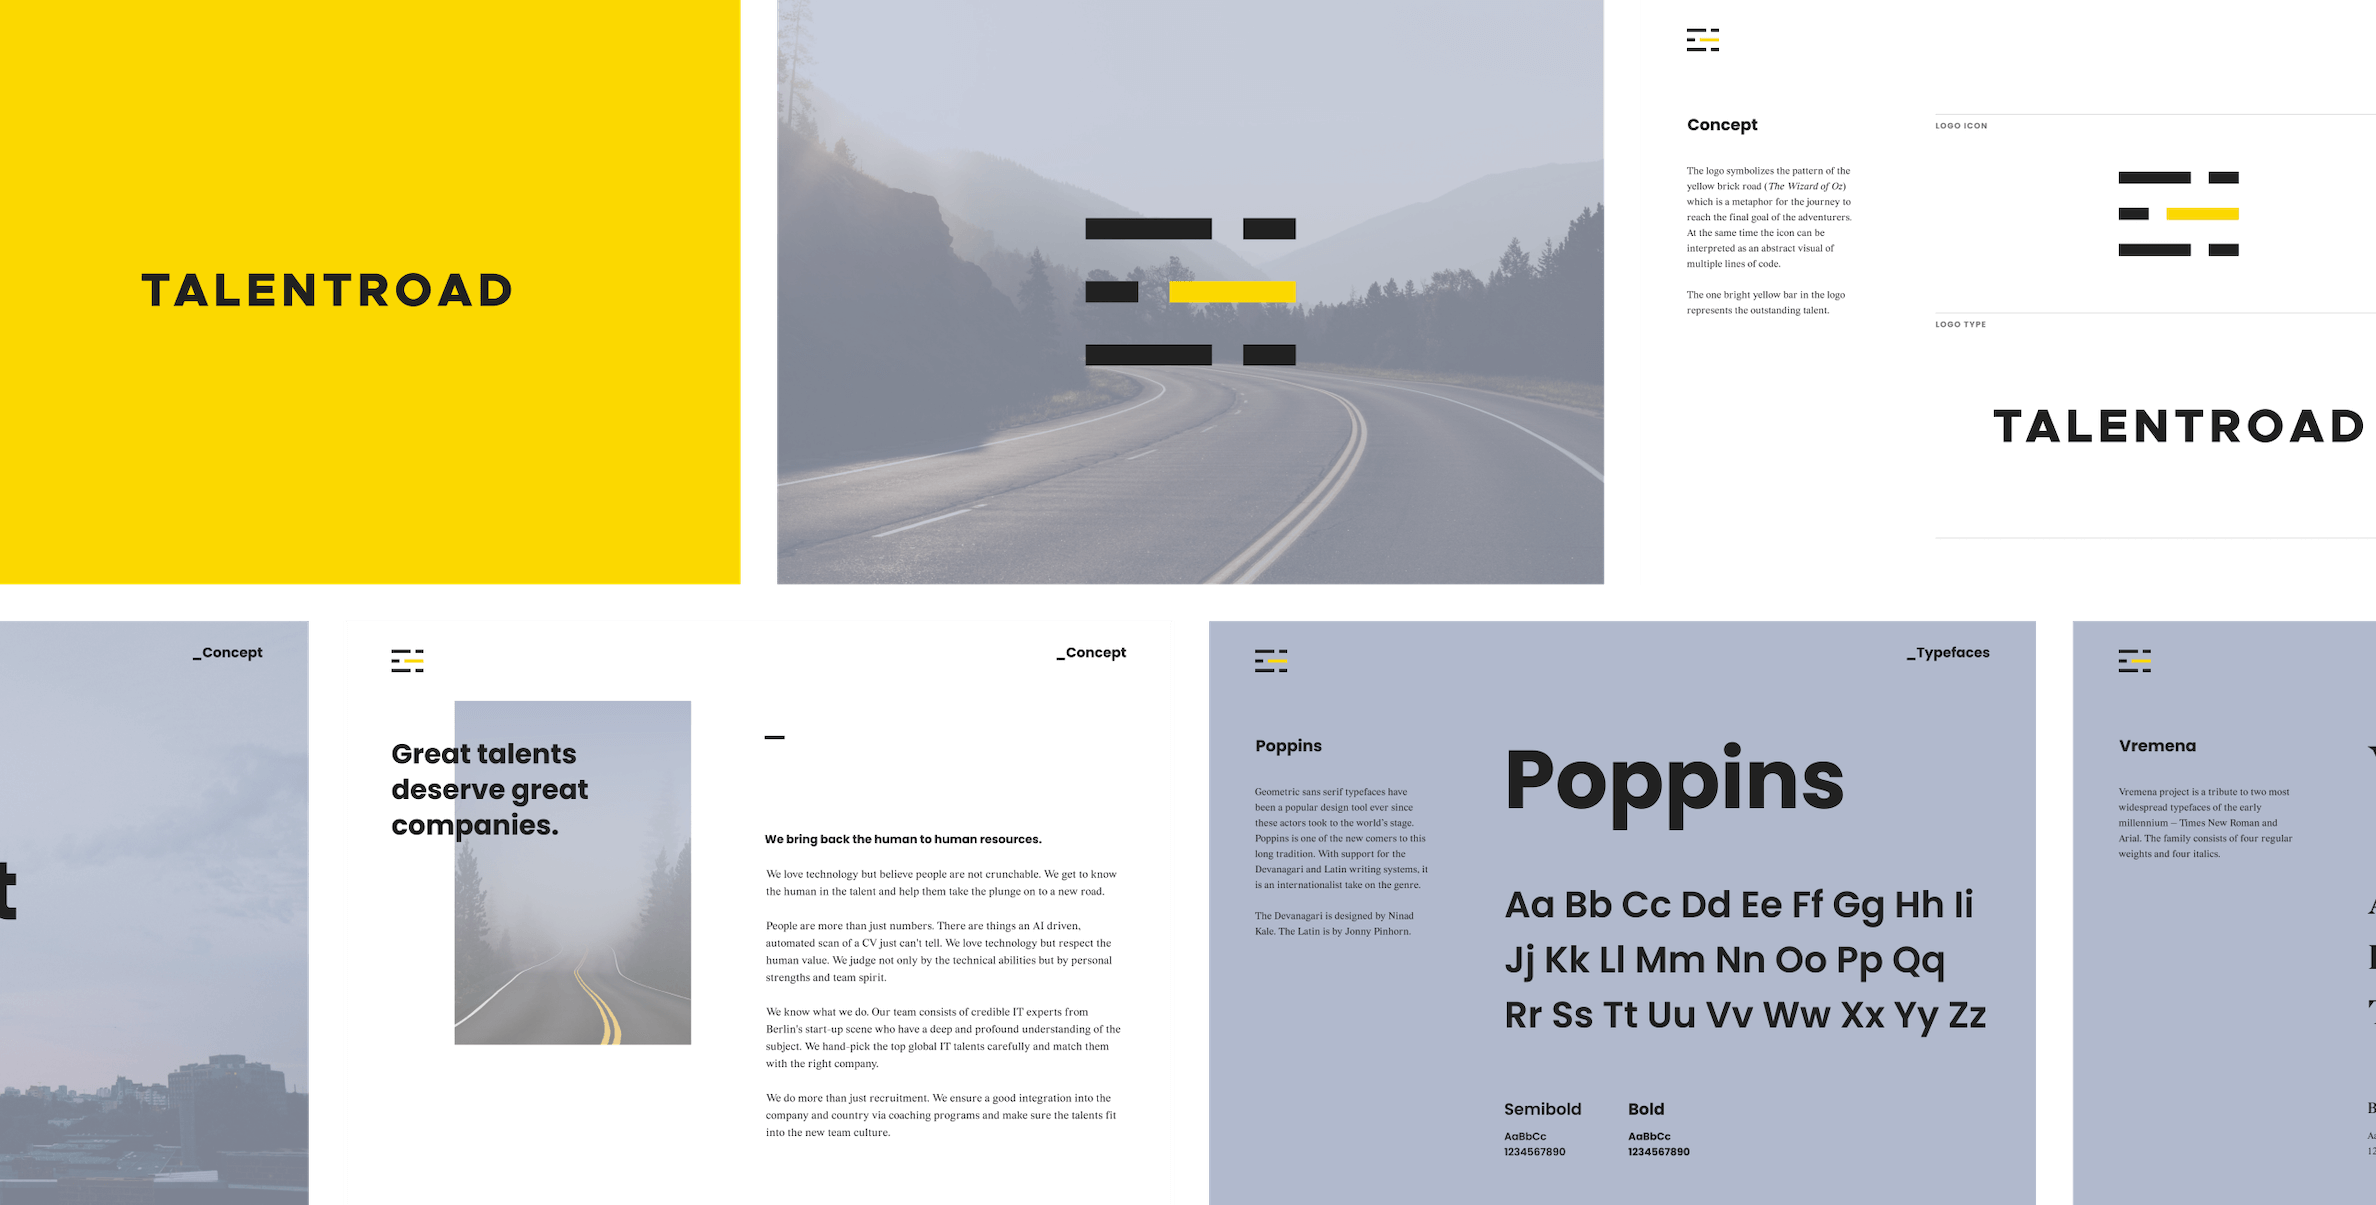 TALENTROAD
Concept
The logo symbolizes the pattern of the
yellow brick road (The Wizard of Oz)
which is a metaphor for the journey to
reach the final goal of the adventurers.
At the same time the icon can be
interpreted as an abstract visual of
multiple lines of code.
The one bright yellow bar in the logo
represents the outstanding talent.
LOGO ICON
LOGO TYPE
TALENTROAD
_Concept
t
_Concept
Great talents
deserve great
companies.
We bring back the human to human resources.
We love technology but believe people are not crunchable. We get to know
the human in the talent and help them take the plunge on to a new road.
People are more than just numbers. There are things an AI driven,
automated scan of a CV just can't tell. We love technology but respect the
human value. We judge not only by the technical abilities but by personal
strengths and team spirit.
We know what we do. Our team consists of credible IT experts from
Berlin's start-up scene who have a deep and profound understanding of the
subject. We hand-pick the top global IT talents carefully and match them
with the right company.
We do more than just recruitment. We ensure a good integration into the
company and country via coaching programs and make sure the talents fit
into the new team culture.
_Typefaces
Poppins
Geometric sans serif typefaces have
been a popular design tool ever since
these actors took to the world's stage.
Poppins is one of the new comers to this
long tradition. With support for the
Devanagari and Latin writing systems, it
is an internationalist take on the genre.
The Devanagari is designed by Ninad
Kale. The Latin is by Jonny Pinhorn.
Poppins
Aa Bb Cc Dd Ee Ff Gg Hh Ii
Jj Kk Ll Mm Nn Oo Pp Qq
Rr Ss Tt Uu Vv Ww Xx Yy Zz
Semibold
AaBbCc
1234567890
Bold
AaBbCc
1234567890
Vremena
Vremena project is a tribute to two most
widespread typefaces of the early
millennium – Times New Roman and
Arial. The family consists of four regular
weights and four italics.